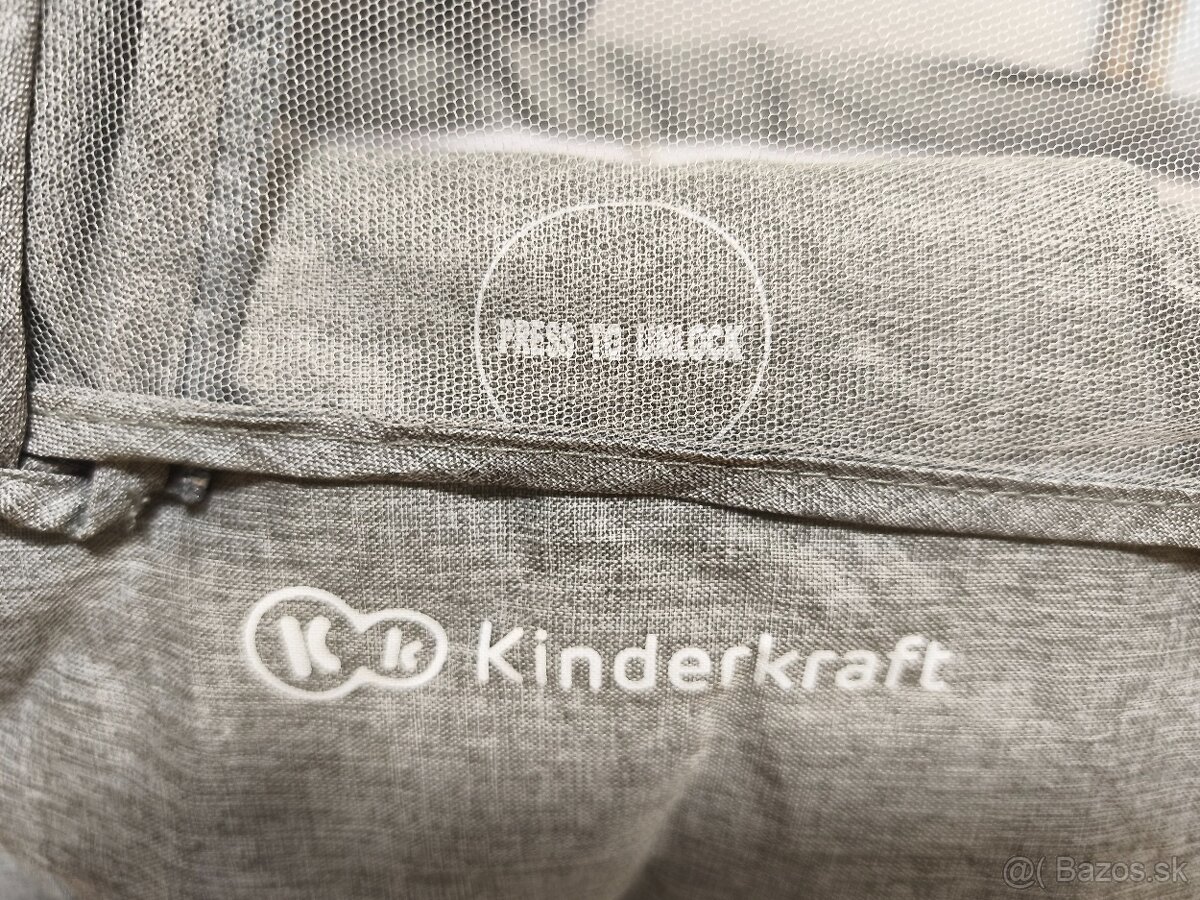 PRESS TO UNLOCK
K k Kinderkraft
@( Bazos.sk